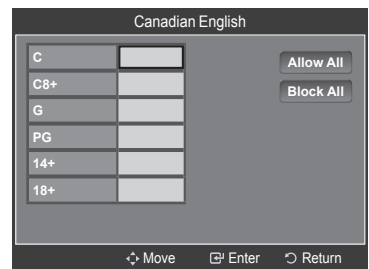 Canadian English
C
C8+
G
PG
14+
18+
Allow All
Block All
Move Enter Return